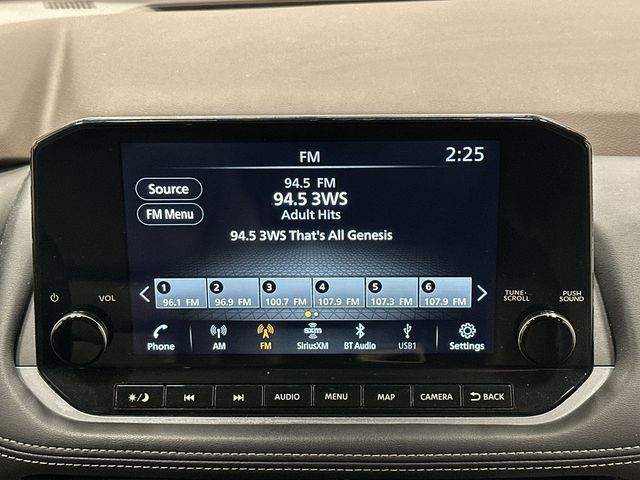 FM
2:25
Source
FM Menu
94.5 FM
94.5 3WS
Adult Hits
94.5 3WS That's All Genesis
1 2 3 4 5 6
96.1 FM 96.9 FM 100.7 FM 107.9 FM 107.3 FM 107.9 FM
VOL
TUNE•
SCROLL
PUSH
SOUND
Phone AM FM SiriusXM BT Audio USB1 Settings
sxm
AUDIO MENU MAP CAMERA BACK